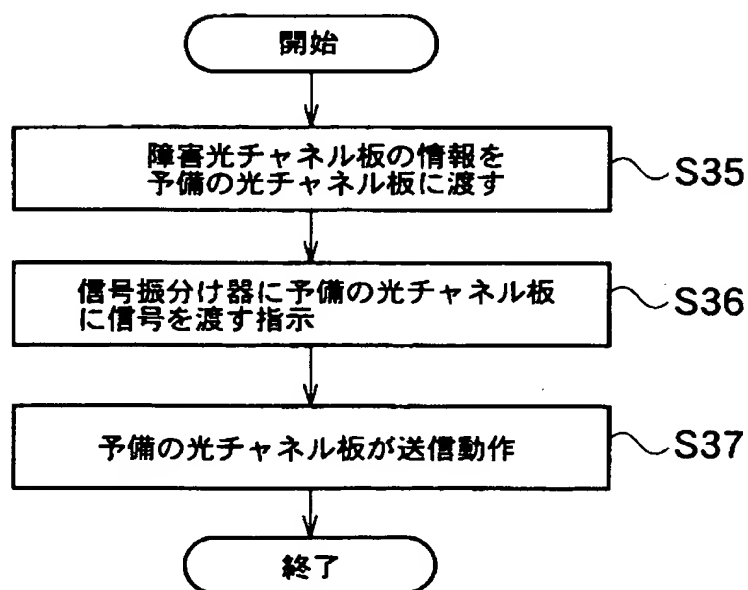 開始
障害光チャネル板の情報を
予備の光チャネル板に渡す
S35
信号振分け器に予備の光チャネル板
に信号を渡す指示
S36
予備の光チャネル板が送信動作
S37
終了